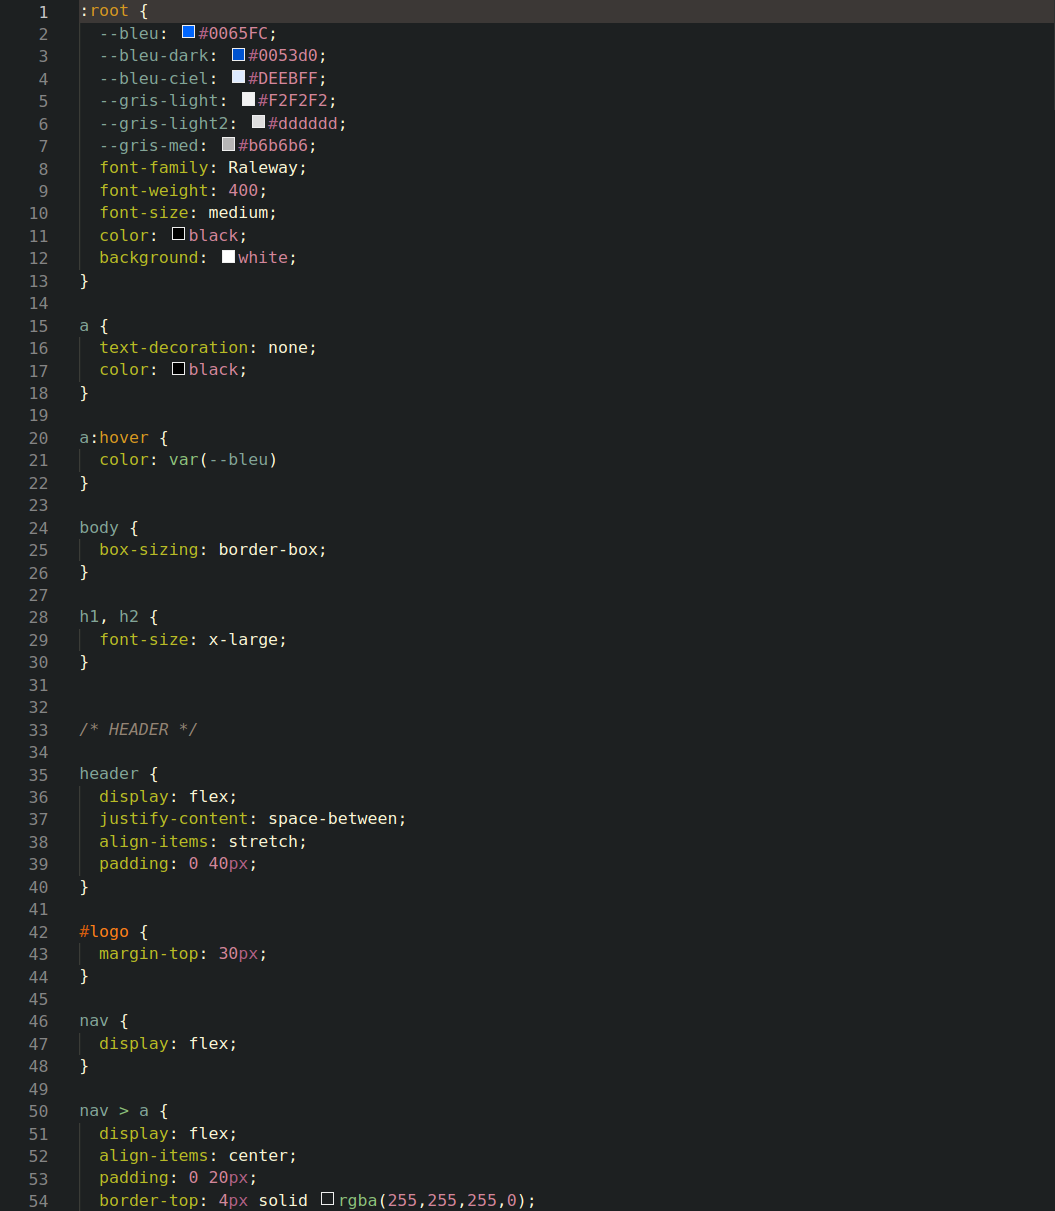 1 :root {
2 --bleu: #0065FC;
3 --bleu-dark: #0053d0;
4 --bleu-ciel: #DEEBFF;
5 --gris-light: #F2F2F2;
6 --gris-light2: #dddddd;
7 --gris-med: #b6b6b6;
8 font-family: Raleway;
9 font-weight: 400;
10 font-size: medium;
11 color: black;
12 background: white;
13 }
14
15 a {
16 text-decoration: none;
17 color: black;
18 }
19
20 a:hover {
21 color: var(--bleu)
22 }
23
24 body {
25 box-sizing: border-box;
26 }
27
28 h1, h2 {
29 font-size: x-large;
30 }
31
32
33 /* HEADER */
34
35 header {
36 display: flex;
37 justify-content: space-between;
38 align-items: stretch;
39 padding: 0 40px;
40 }
41
42 #logo {
43 margin-top: 30px;
44 }
45
46 nav {
47 display: flex;
48 }
49
50 nav > a {
51 display: flex;
52 align-items: center;
53 padding: 0 20px;
54 border-top: 4px solid rgba(255,255,255,0);